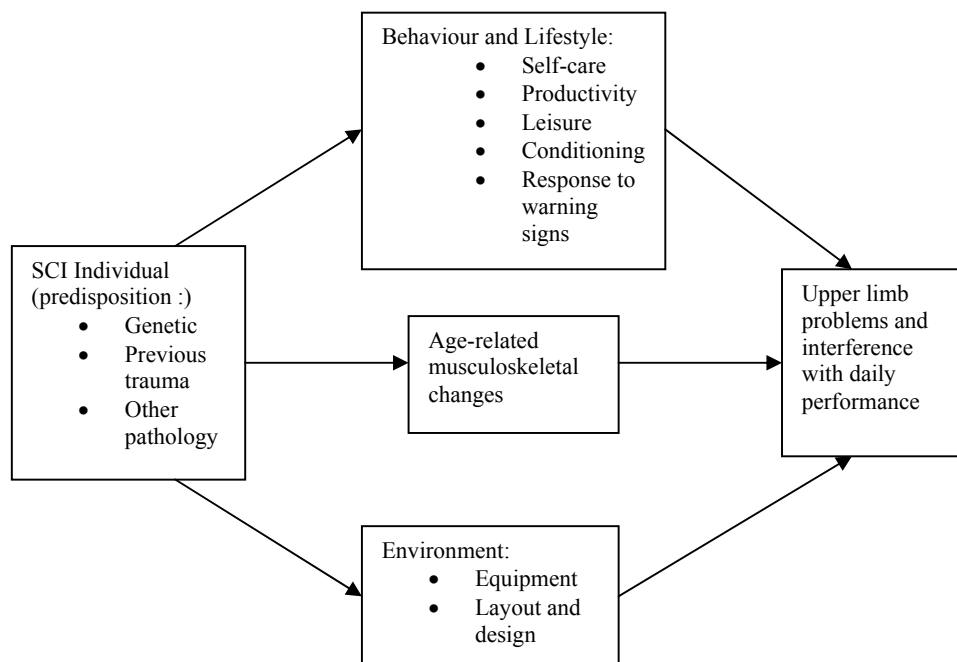 Behaviour and Lifestyle:
• Self-care
• Productivity
• Leisure
• Conditioning
• Response to
warning
signs
SCI Individual
(predisposition :)
• Genetic
• Previous
trauma
• Other
pathology
Age-related
musculoskeletal
changes
Upper limb
problems and
interference
with daily
performance
Environment:
• Equipment
• Layout and
design